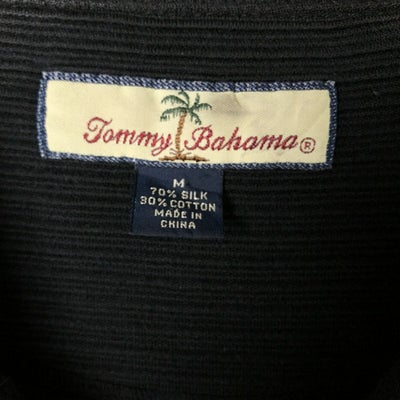 Tommy Bahama®
M
70% SILK
30% COTTON
MADE IN
CHINA